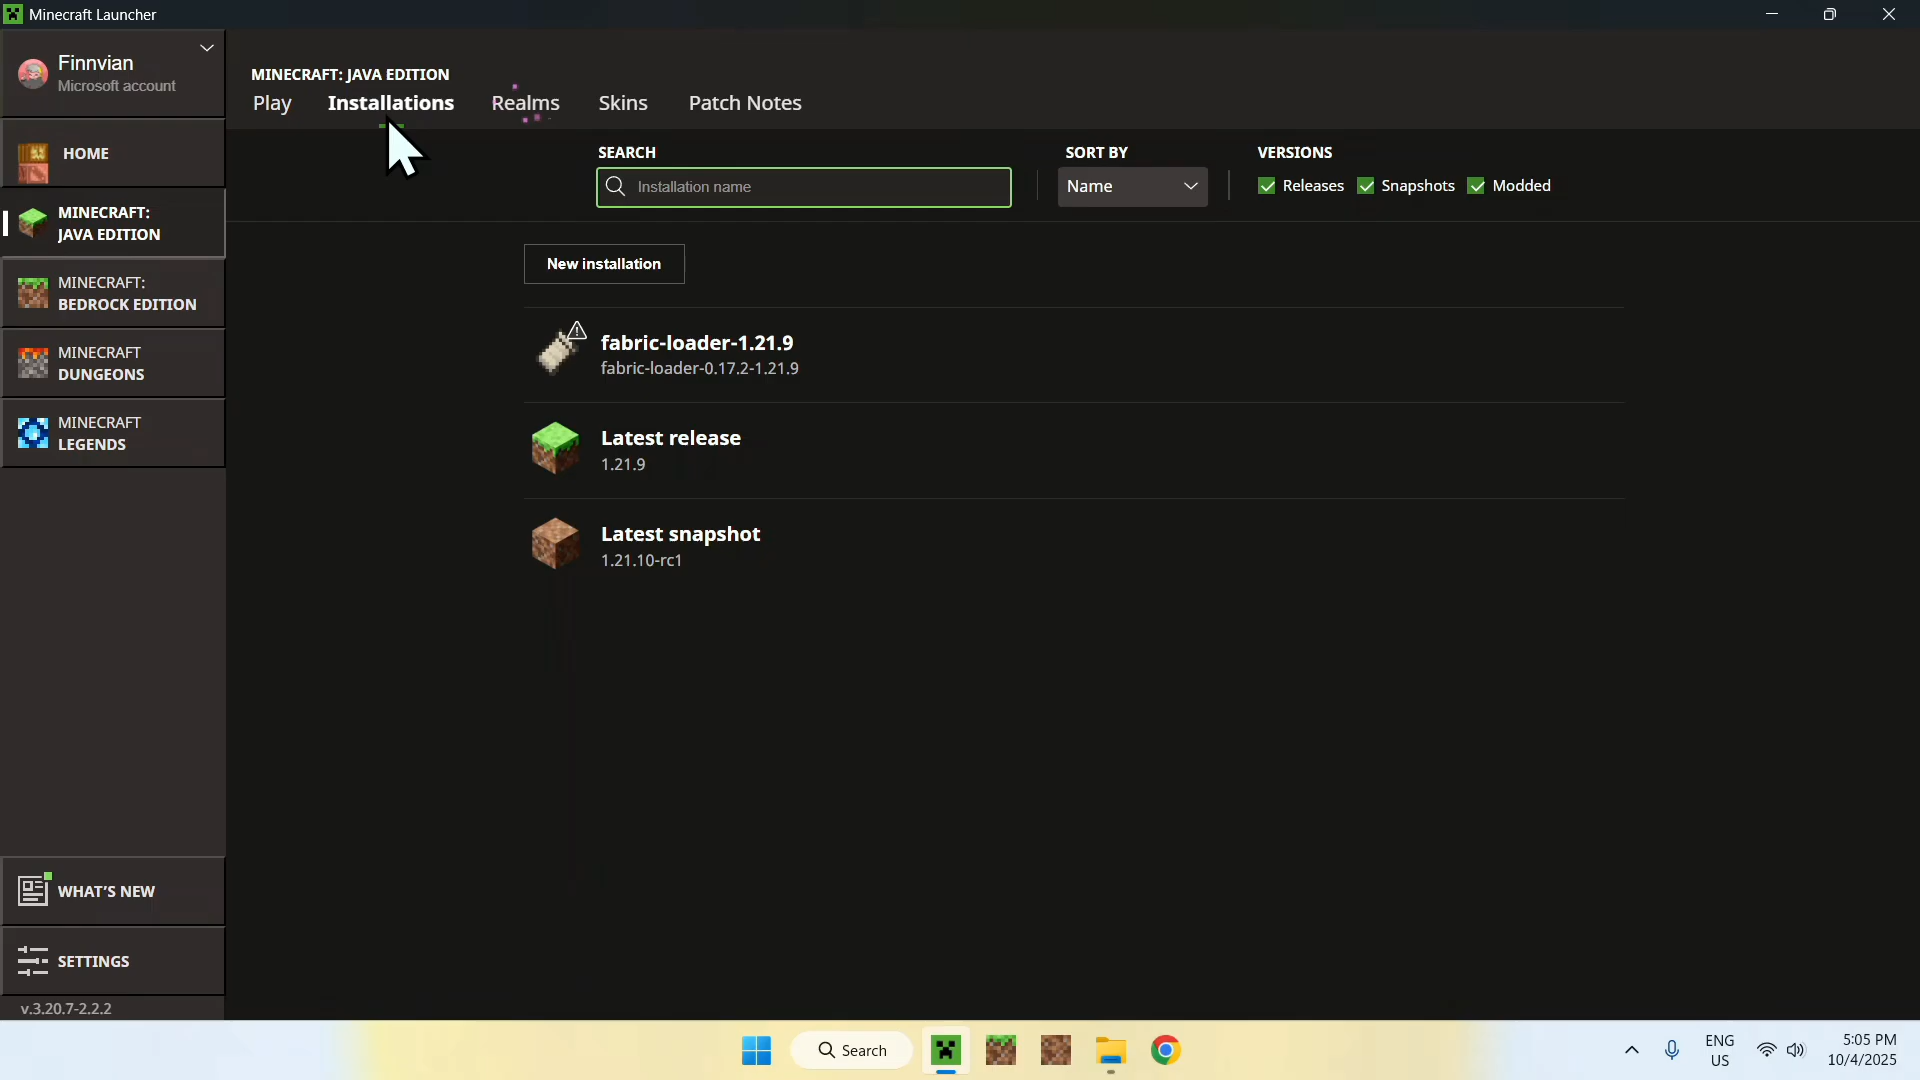 Minecraft Launcher
Finnvian
Microsoft account
MINECRAFT: JAVA EDITION
Play Installations Realms Skins Patch Notes
HOME
MINECRAFT:
JAVA EDITION
MINECRAFT:
BEDROCK EDITION
MINECRAFT
DUNGEONS
MINECRAFT
LEGENDS
SEARCH
Installation name
SORT BY
Name
VERSIONS
Releases Snapshots Modded
New installation
fabric-loader-1.21.9
fabric-loader-0.17.2-1.21.9
Latest release
1.21.9
Latest snapshot
1.21.10-rc1
WHAT'S NEW
SETTINGS
v.3.20.7-2.2.2
Search
ENG
US
5:05 PM
10/4/2025